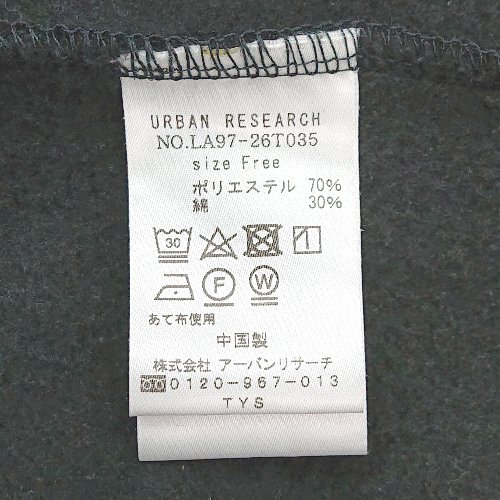 URBAN RESEARCH
NO.LA97-26T035
size Free
ポリエステル 70%
綿 30%
30
F W
あて布使用
中国製
株式会社 アーバンリサーチ
0120-967-013
TYS